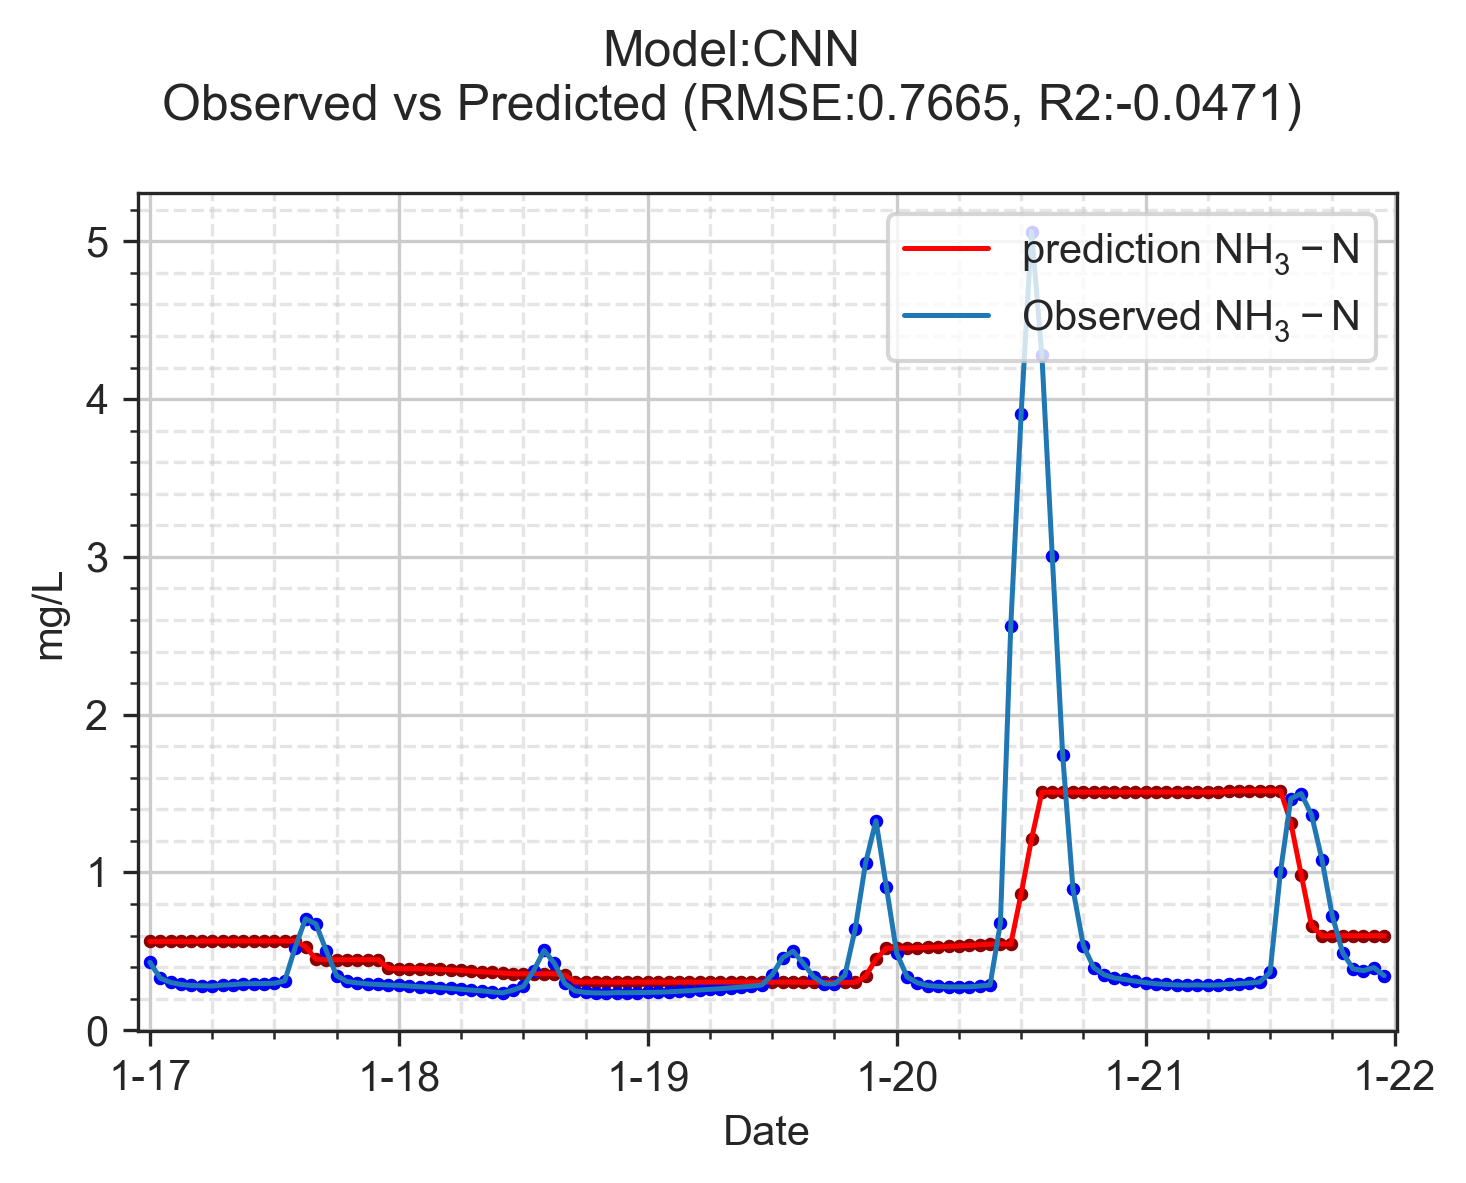 Model:CNN
Observed vs Predicted (RMSE:0.7665, R2:-0.0471)
prediction NH₃ − N
Observed NH₃ − N
5
4
3
2
1
0
mg/L
1-17 1-18 1-19 1-20 1-21 1-22
Date